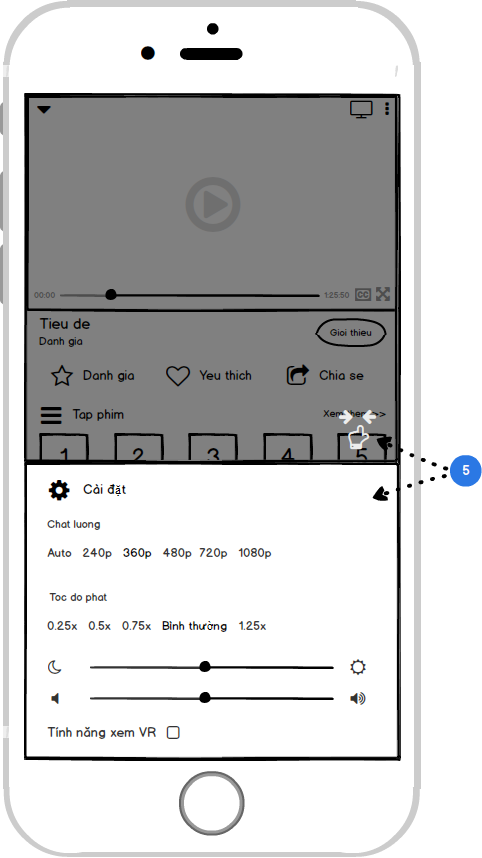 00:00 1:25:50 CC
Tieu de
Danh gia
Gioi thieu
Danh gia Yeu thich Chia se
Tap phim
1 2 3 4 5
5
Cài đặt
Chat luong
Auto 240p 360p 480p 720p 1080p
Toc do phat
0.25x 0.5x 0.75x Bình thường 1.25x
Tính năng xem VR